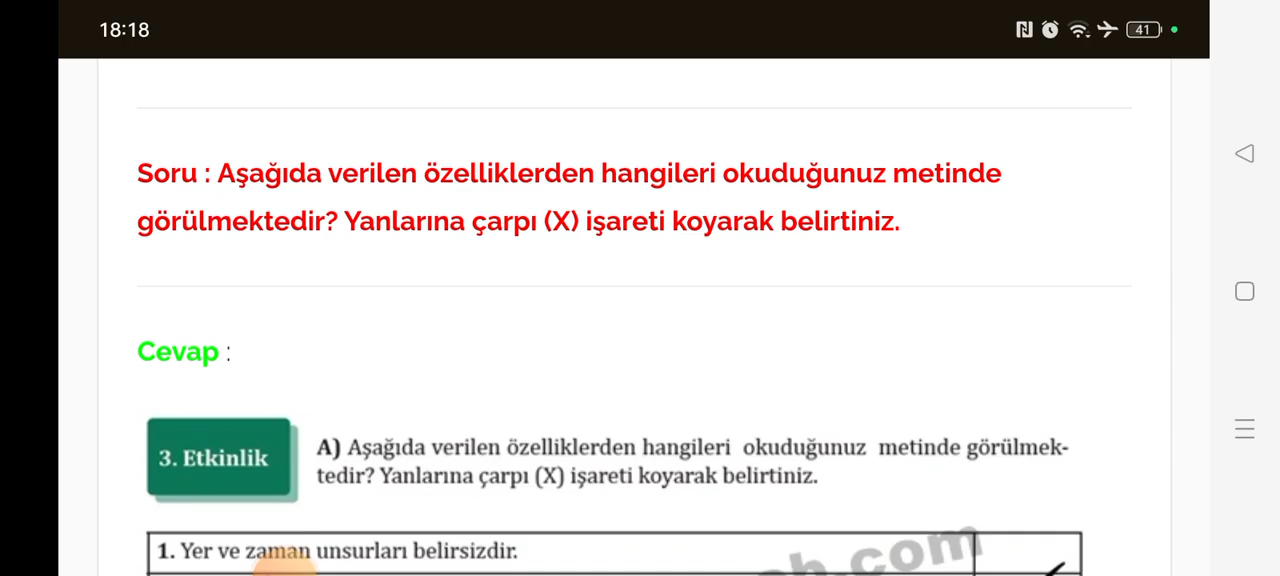 18:18
41
Soru : Aşağıda verilen özelliklerden hangileri okuduğunuz metinde
görülmektedir? Yanlarına çarpı (X) işareti koyarak belirtiniz.
Cevap :
3. Etkinlik
A) Aşağıda verilen özelliklerden hangileri okuduğunuz metinde görülmek-
tedir? Yanlarına çarpı (X) işareti koyarak belirtiniz.
1. Yer ve zaman unsurları belirsizdir.
.com